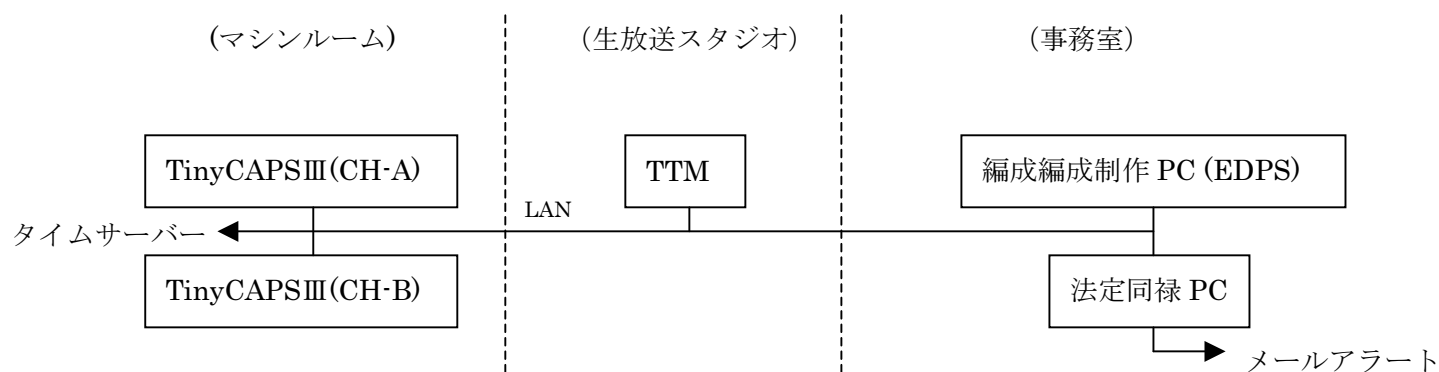 (マシンルーム)
（生放送スタジオ）
（事務室）
TinyCAPSⅢ(CH-A)
TTM
編成編成制作 PC (EDPS)
LAN
タイムサーバー
TinyCAPSⅢ(CH-B)
法定同禄 PC
メールアラート